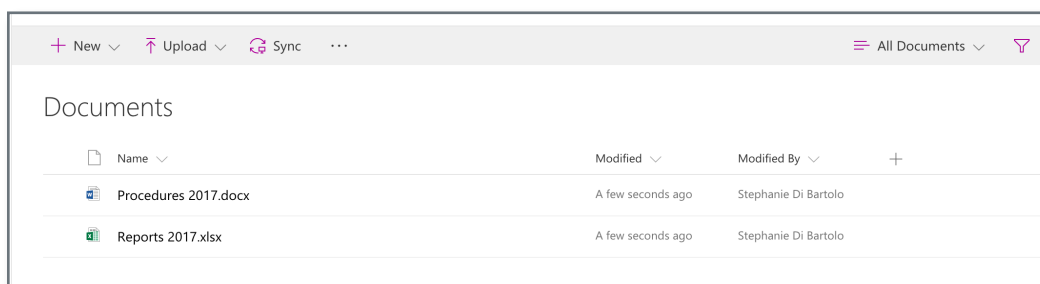 New Upload Sync ... All Documents
Documents
Name Modified Modified By
Procedures 2017.docx A few seconds ago Stephanie Di Bartolo
Reports 2017.xlsx A few seconds ago Stephanie Di Bartolo